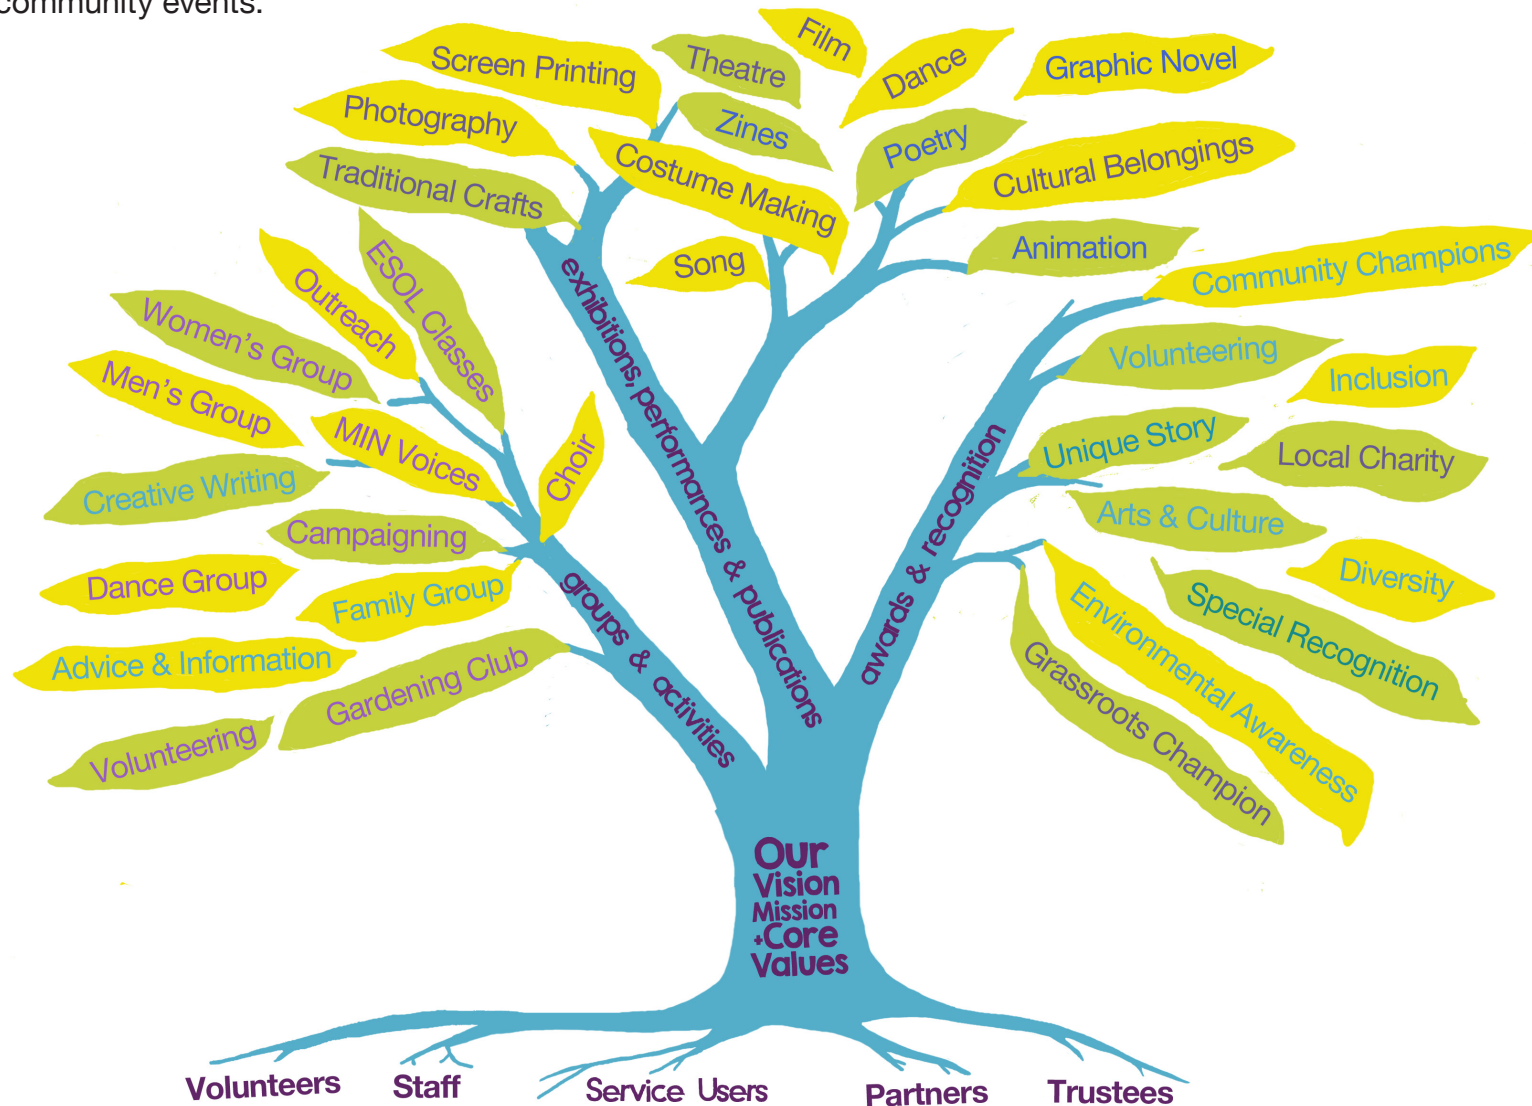 community events.
Screen Printing
Theatre
Film
Dance
Graphic Novel
Photography
Zines
Poetry
Costume Making
Cultural Belongings
Traditional Crafts
Song
Animation
Community Champions
ESOL Classes
Outreach
Women's Group
Men's Group
MIN Voices
Choir
Creative Writing
Campaigning
Dance Group
Family Group
Advice & Information
Gardening Club
Volunteering
Volunteering
Inclusion
Unique Story
Local Charity
Arts & Culture
Diversity
Special Recognition
Environmental Awareness
Grassroots Champion
groups & activities
exhibitions, performances & publications
awards & recognition
Our
Vision
Mission
+Core
Values
Volunteers
Staff
Service Users
Partners
Trustees